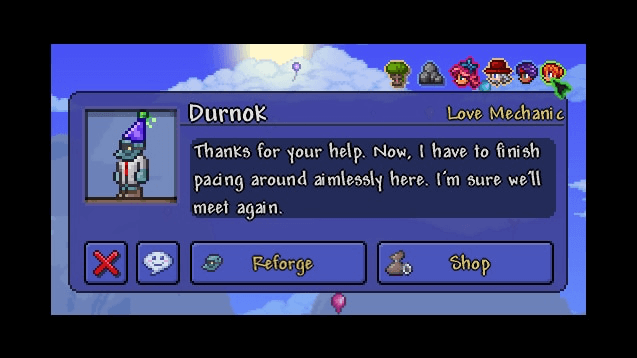 Durnok
Love Mechanic
Thanks for your help. Now, I have to finish
pacing around aimlessly here. I'm sure we'll
meet again.
Reforge
Shop